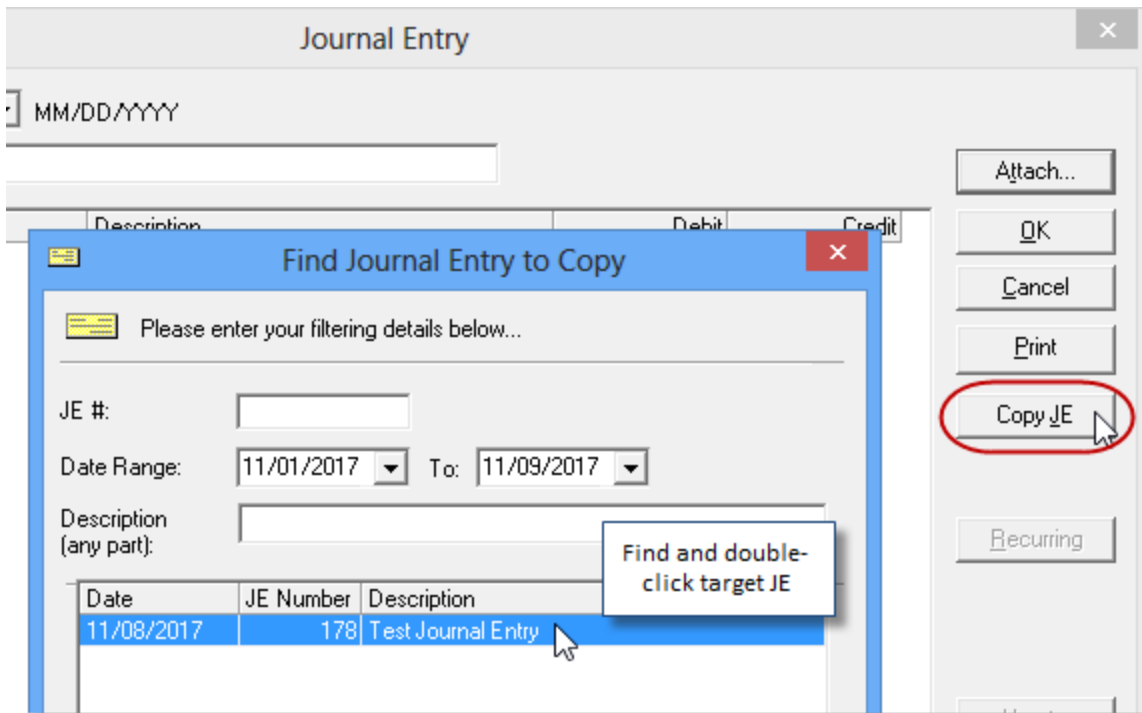 Journal Entry
MM/DD/YYYY
Attach...
Description Debit Credit
OK
Find Journal Entry to Copy
Cancel
Please enter your filtering details below...
Print
JE #:
Copy JE
Date Range: 11/01/2017 To: 11/09/2017
Description
(any part):
Recurring
Find and double-
click target JE
Date JE Number Description
11/08/2017 178 Test Journal Entry